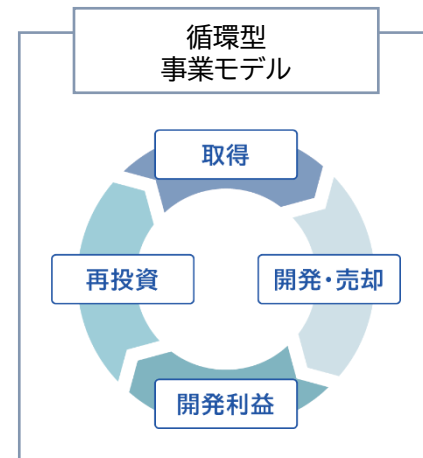 循環型
事業モデル
取得
再投資
開発・売却
開発利益